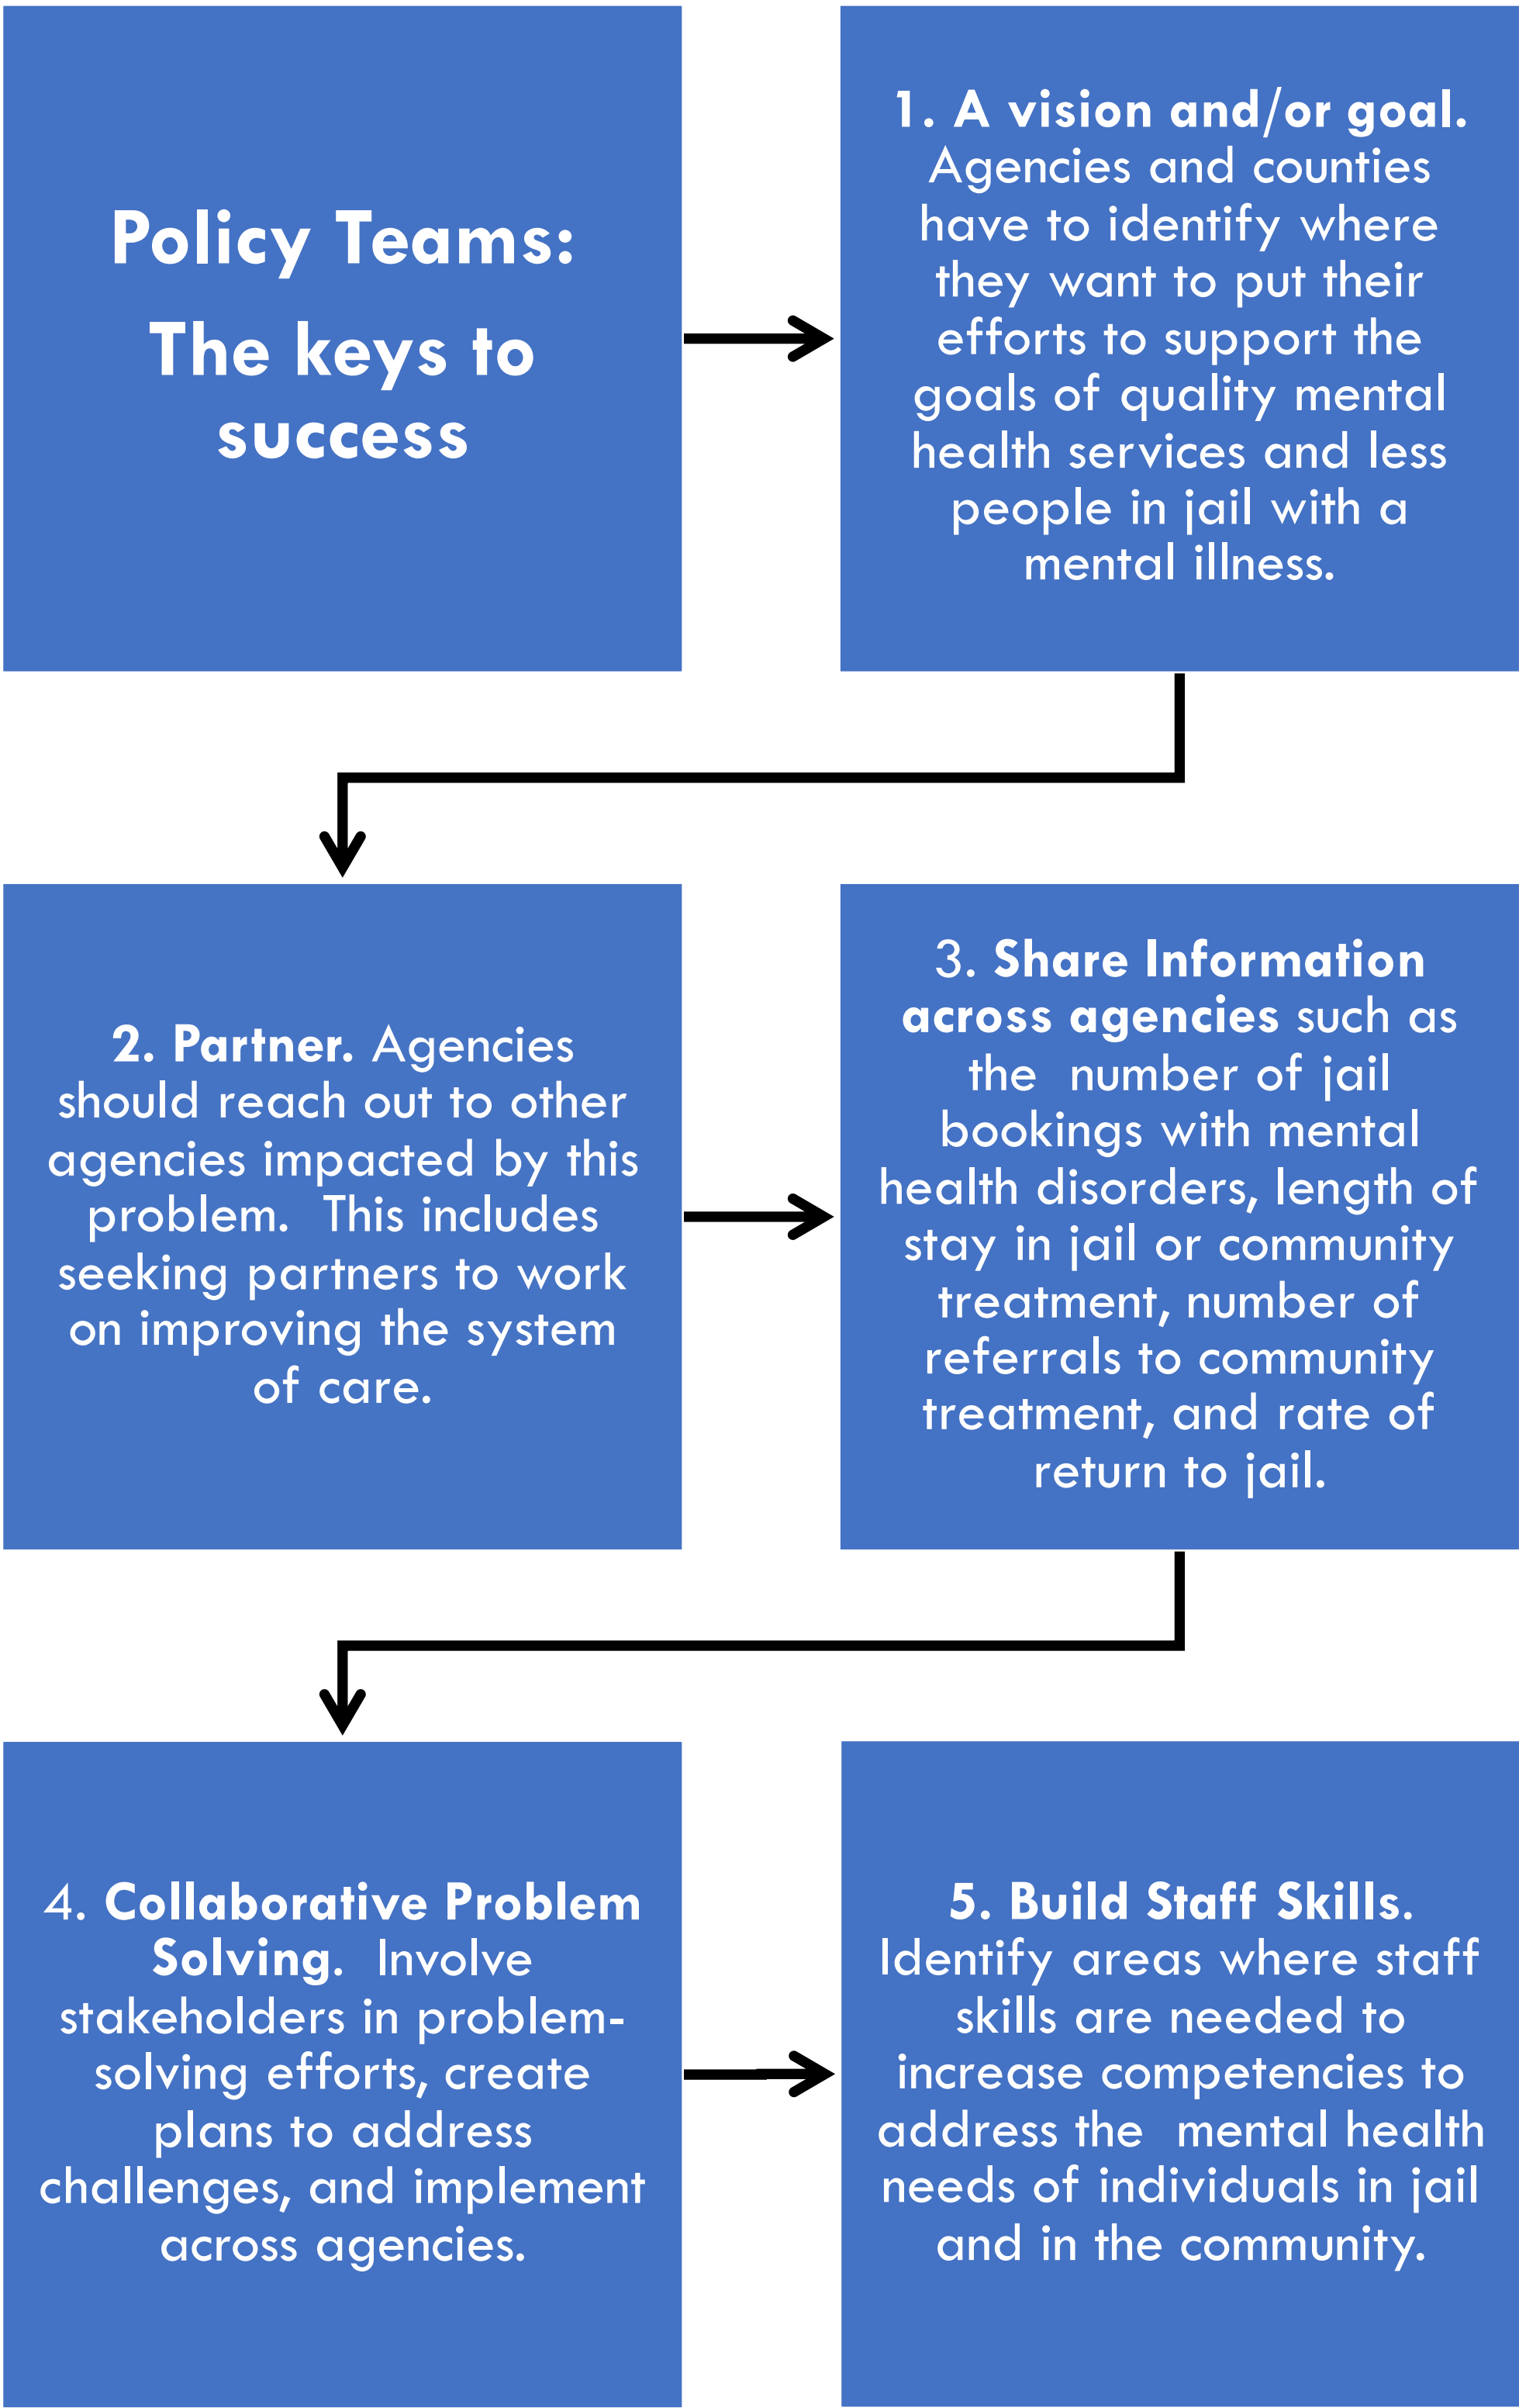 Policy Teams:
The keys to
success
1. A vision and/or goal.
Agencies and counties
have to identify where
they want to put their
efforts to support the
goals of quality mental
health services and less
people in jail with a
mental illness.
2. Partner. Agencies
should reach out to other
agencies impacted by this
problem.  This includes
seeking partners to work
on improving the system
of care.
3. Share Information
across agencies such as
the  number of jail
bookings with mental
health disorders, length of
stay in jail or community
treatment, number of
referrals to community
treatment, and rate of
return to jail.
4. Collaborative Problem
Solving.  Involve
stakeholders in problem-
solving efforts, create
plans to address
challenges, and implement
across agencies.
5. Build Staff Skills.
Identify areas where staff
skills are needed to
increase competencies to
address the  mental health
needs of individuals in jail
and in the community.